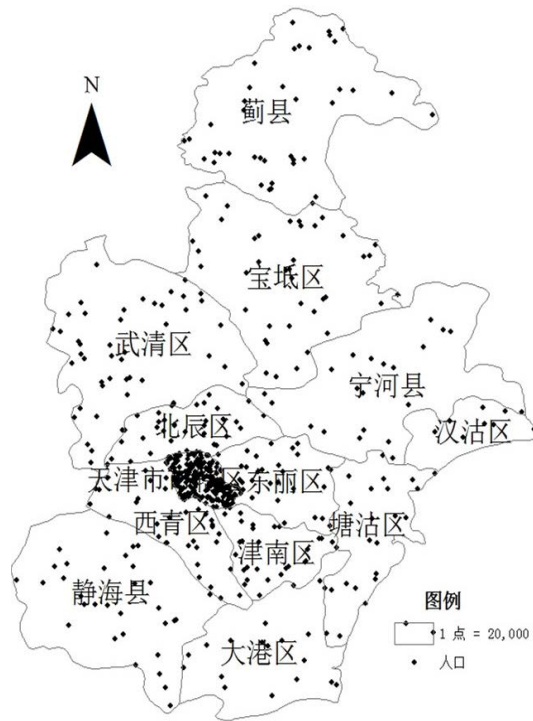 N
蓟县
宝坻区
武清区
宁河县
北辰区
汉沽区
天津市
区
东丽区
西青区
塘沽区
津南区
静海县
大港区
图例
1 点 = 20,000
人口